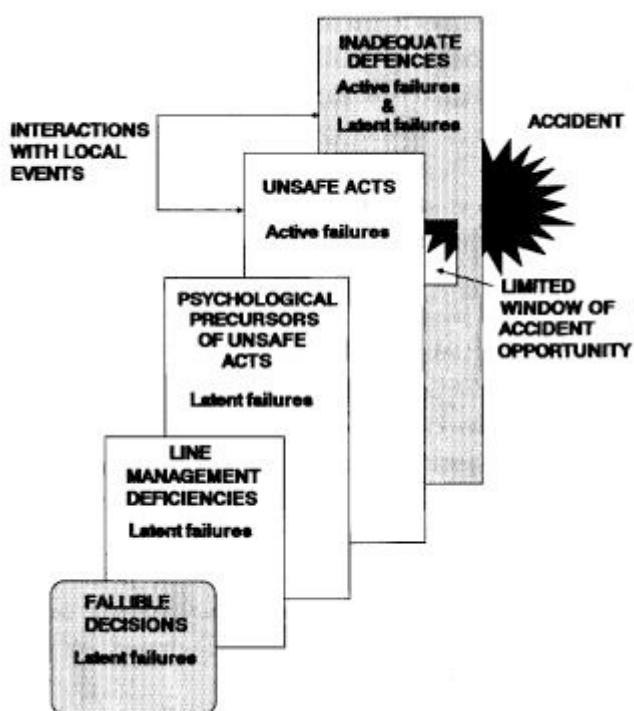 INADEQUATE
DEFENCES
Active failures
&
Latent failures
ACCIDENT
INTERACTIONS
WITH LOCAL
EVENTS
UNSAFE ACTS
Active failures
LIMITED
WINDOW OF
ACCIDENT
OPPORTUNITY
PSYCHOLOGICAL
PRECURSORS
OF UNSAFE
ACTS
Latent failures
LINE
MANAGEMENT
DEFICIENCIES
Latent failures
FALLIBLE
DECISIONS
Latent failures